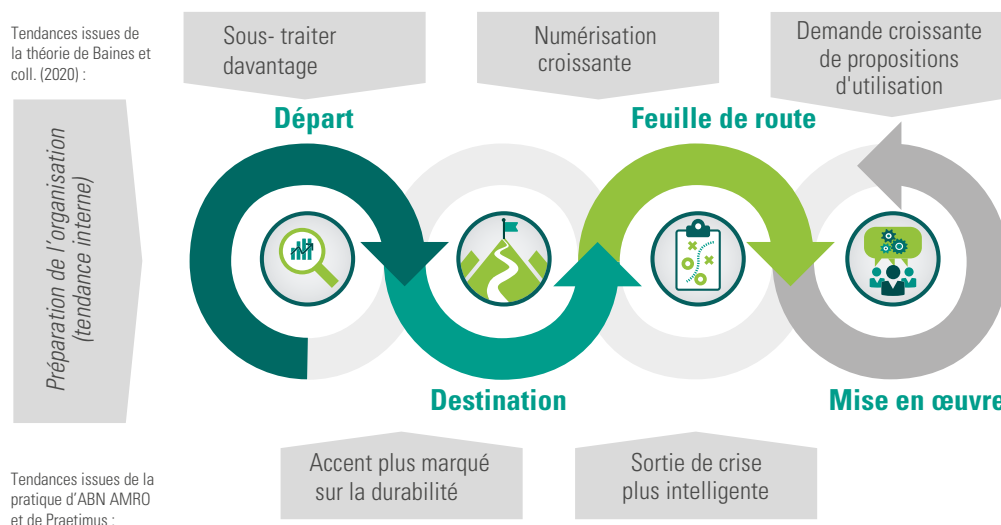 Tendances issues de
la théorie de Baines et
coll. (2020) :
Sous- traiter
davantage
Numérisation
croissante
Demande croissante
de propositions
d'utilisation
Départ
Feuille de route
Préparation de l'organisation
(tendance interne)
Destination
Mise en œuvre
Accent plus marqué
sur la durabilité
Sortie de crise
plus intelligente
Tendances issues de la
pratique d'ABN AMRO
et de Praetimus :